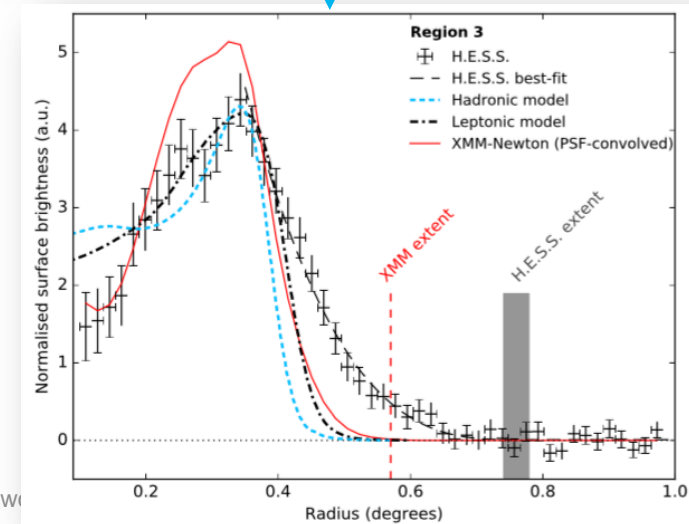 Region 3
H.E.S.S.
H.E.S.S. best-fit
Hadronic model
Leptonic model
XMM-Newton (PSF-convolved)
XMM extent
H.E.S.S. extent
Normalised surface brightness (a.u.)
5
4
3
2
1
0
0.2 0.4 0.6 0.8 1.0
Radius (degrees)